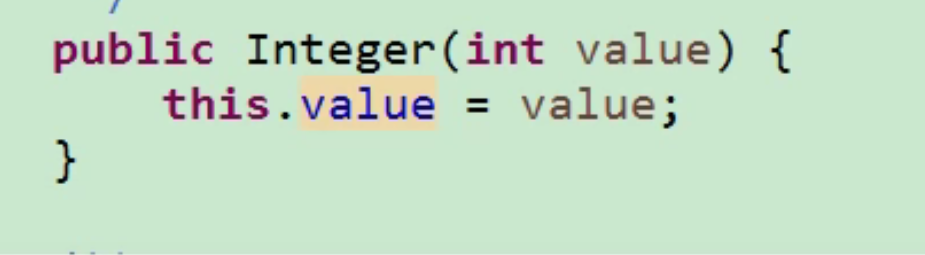 public Integer(int value) {
    this.value = value;
}